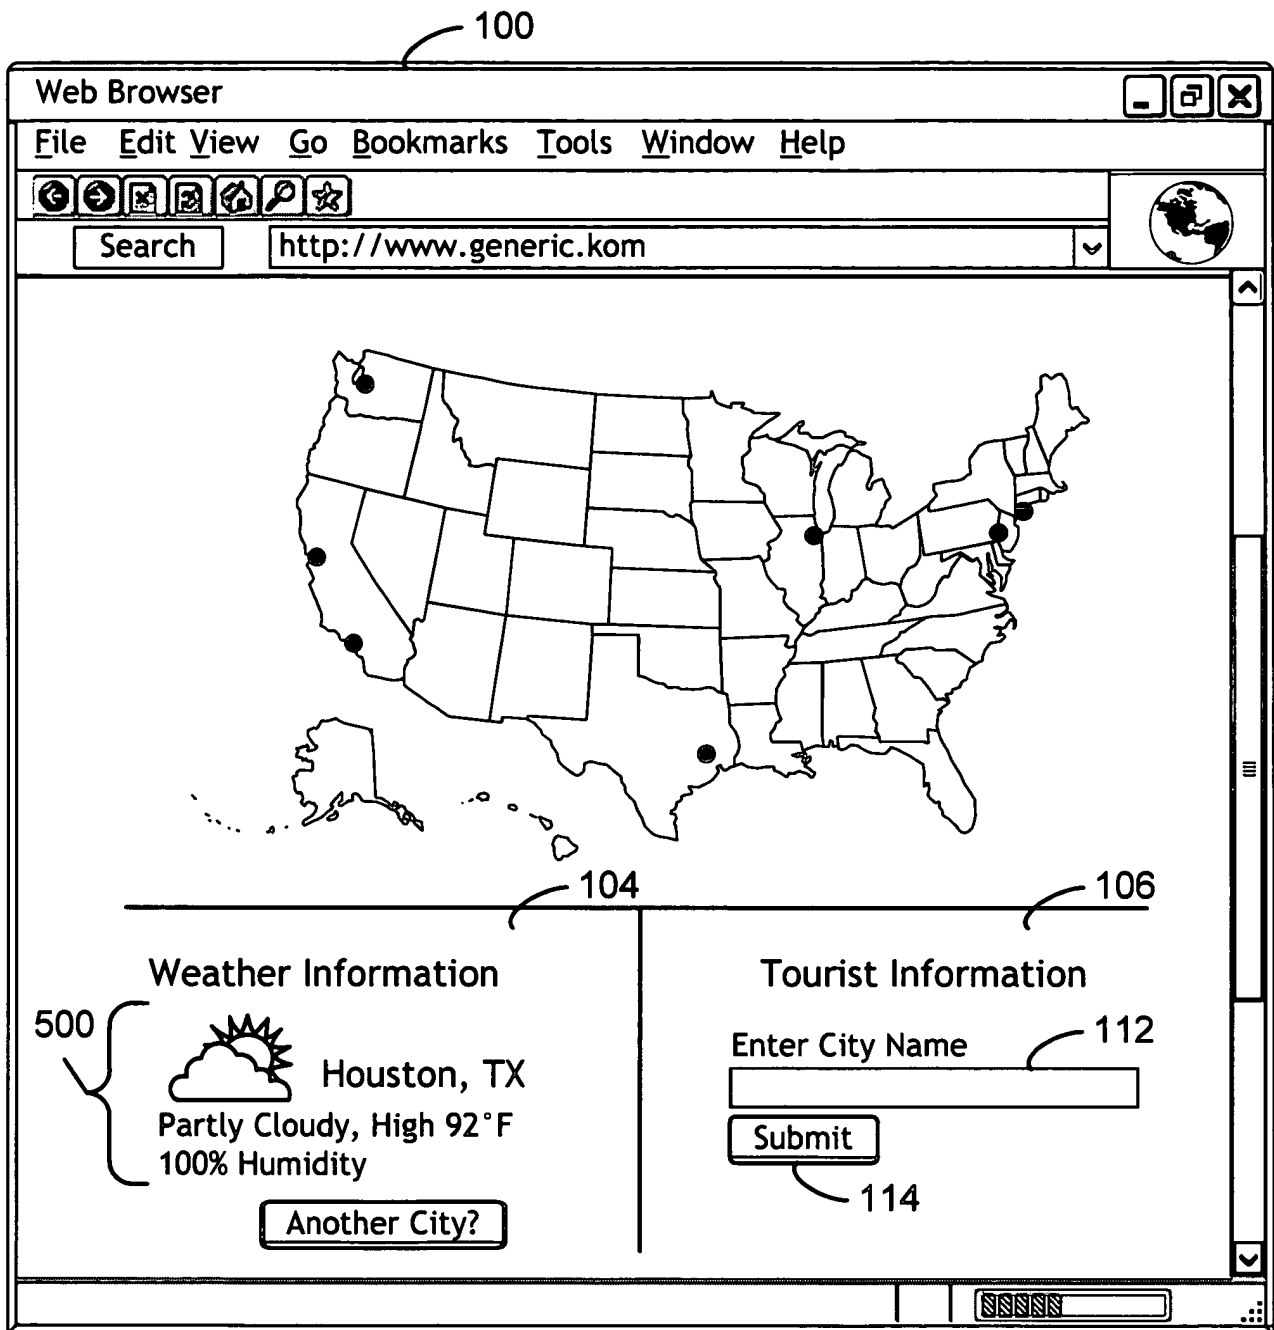 100
Web Browser
File Edit View Go Bookmarks Tools Window Help
Search http://www.generic.kom
104 106
Weather Information
Tourist Information
500
Houston, TX
Partly Cloudy, High 92°F
100% Humidity
Another City?
Enter City Name
112
Submit
114